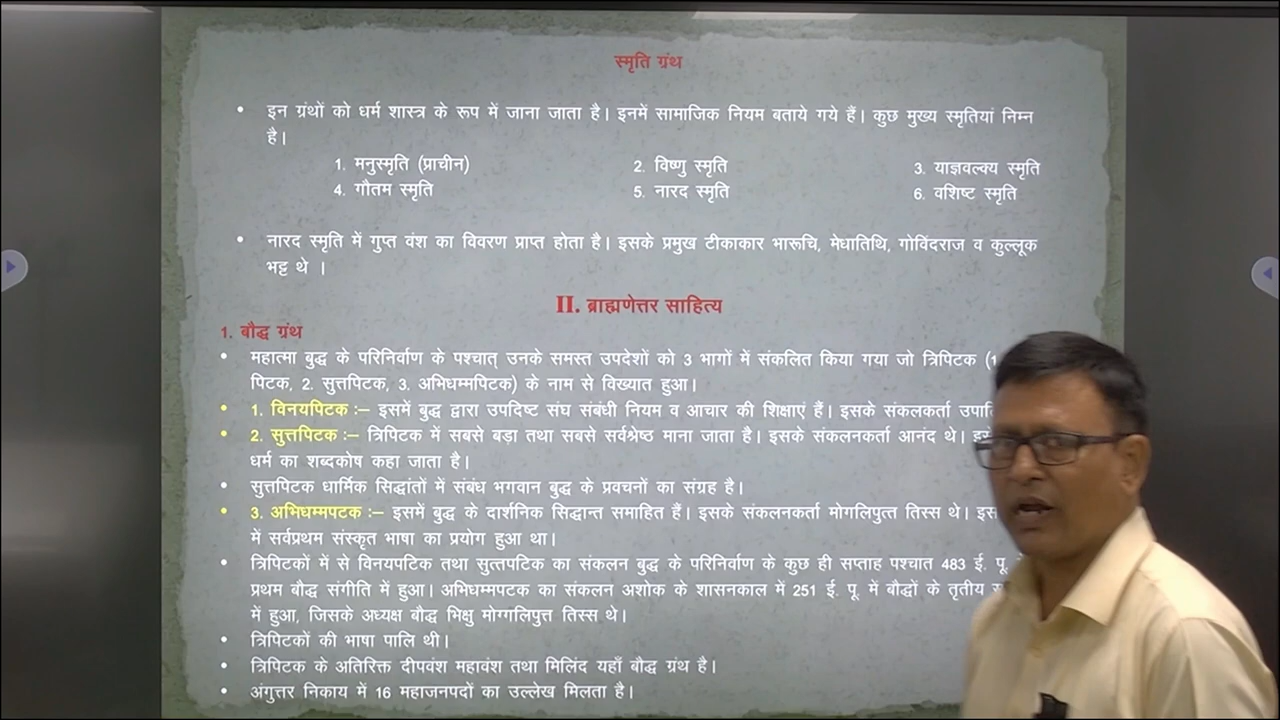 स्मृति ग्रंथ
• इन ग्रंथों को धर्म शास्त्र के रूप में जाना जाता है। इनमें सामाजिक नियम बताये गये हैं। कुछ मुख्य स्मृतियां निम्न
है।
1. मनुस्मृति (प्राचीन) 2. विष्णु स्मृति 3. याज्ञवल्क्य स्मृति
4. गौतम स्मृति 5. नारद स्मृति 6. वशिष्ट स्मृति
• नारद स्मृति में गुप्त वंश का विवरण प्राप्त होता है। इसके प्रमुख टीकाकार भारूचि, मेधातिथि, गोविंदराज व कुल्लूक
भट्ट थे ।
II. ब्राह्मणेत्तर साहित्य
1. बौद्ध ग्रंथ
• महात्मा बुद्ध के परिनिर्वाण के पश्चात् उनके समस्त उपदेशों को 3 भागों में संकलित किया गया जो त्रिपिटक (1
पिटक, 2. सुत्तपिटक, 3. अभिधम्मपिटक) के नाम से विख्यात हुआ।
• 1. विनयपिटक :– इसमें बुद्ध द्वारा उपदिष्ट संघ संबंधी नियम व आचार की शिक्षाएं हैं। इसके संकलकर्ता
• 2. सुत्तपिटक :– त्रिपिटक में सबसे बड़ा तथा सबसे सर्वश्रेष्ठ माना जाता है। इसके संकलनकर्ता आनंद थे।
धर्म का शब्दकोष कहा जाता है।
• सुत्तपिटक धार्मिक सिद्धांतों में संबंध भगवान बुद्ध के प्रवचनों का संग्रह है।
• 3. अभिधम्मपटक :– इसमें बुद्ध के दार्शनिक सिद्धान्त समाहित हैं। इसके संकलनकर्ता मोगलिपुत्त तिस्स थे।
में सर्वप्रथम संस्कृत भाषा का प्रयोग हुआ था।
• त्रिपिटकों में से विनयपटिक तथा सुत्तपटिक का संकलन बुद्ध के परिनिर्वाण के कुछ ही सप्ताह पश्चात 483 ई. पू.
प्रथम बौद्ध संगीति में हुआ। अभिधम्मपटक का संकलन अशोक के शासनकाल में 251 ई. पू. में बौद्धों के तृतीय
में हुआ, जिसके अध्यक्ष बौद्ध भिक्षु मोग्गलिपुत्त तिस्स थे।
• त्रिपिटकों की भाषा पालि थी।
• त्रिपिटक के अतिरिक्त दीपवंश महावंश तथा मिलिंद यहाँ बौद्ध ग्रंथ है।
• अंगुत्तर निकाय में 16 महाजनपदों का उल्लेख मिलता है।